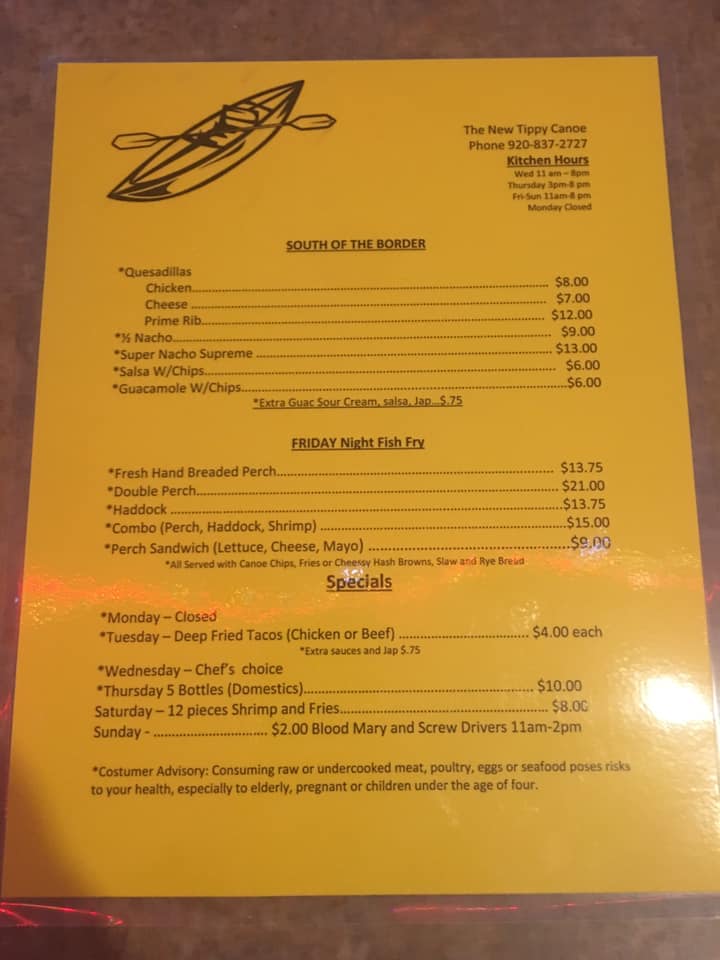 The New Tippy Canoe
Phone 920-837-2727
Kitchen Hours
Wed 11 am – 8pm
Thursday 3pm-8 pm
Fri-Sun 11am-8 pm
Monday Closed
SOUTH OF THE BORDER
*Quesadillas
Chicken........ $8.00
Cheese ........ $7.00
Prime Rib........ $12.00
*½ Nacho........ $9.00
*Super Nacho Supreme ........ $13.00
*Salsa W/Chips........ $6.00
*Guacamole W/Chips........$6.00
*Extra Guac Sour Cream, salsa, Jap...$.75
FRIDAY Night Fish Fry
*Fresh Hand Breaded Perch........ $13.75
*Double Perch........ $21.00
*Haddock ........$13.75
*Combo (Perch, Haddock, Shrimp) ........$15.00
*Perch Sandwich (Lettuce, Cheese, Mayo) ........$9.00
*All Served with Canoe Chips, Fries or Cheessy Hash Browns, Slaw and Rye Bread
Specials
*Monday – Closed
*Tuesday – Deep Fried Tacos (Chicken or Beef) ........ $4.00 each
*Extra sauces and Jap $.75
*Wednesday – Chef's choice
*Thursday 5 Bottles (Domestics)........ $10.00
Saturday – 12 pieces Shrimp and Fries........ $8.00
Sunday - ........ $2.00 Blood Mary and Screw Drivers 11am-2pm
*Costumer Advisory: Consuming raw or undercooked meat, poultry, eggs or seafood poses risks
to your health, especially to elderly, pregnant or children under the age of four.